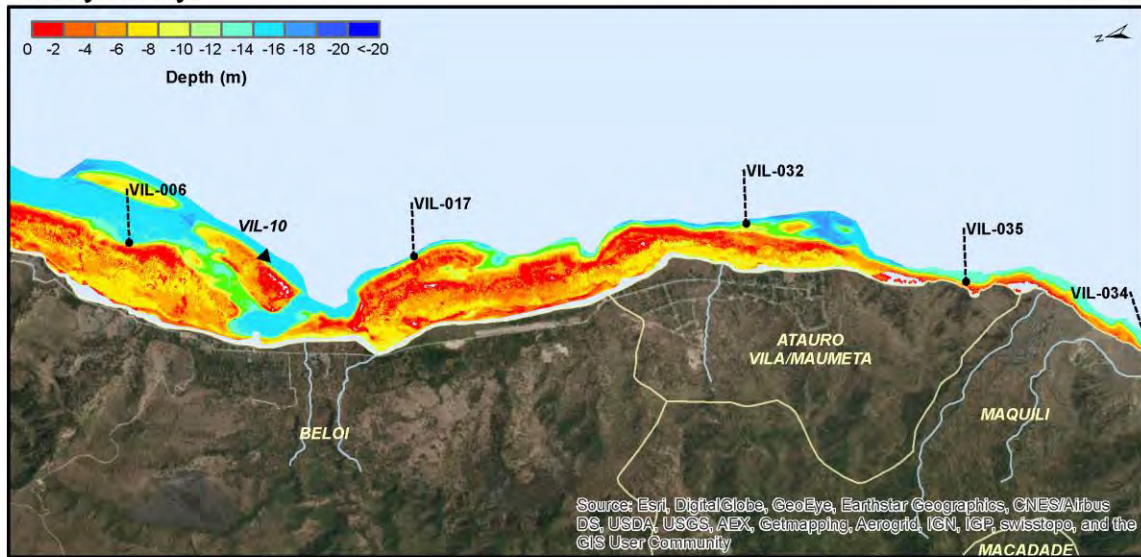 0 -2 -4 -6 -8 -10 -12 -14 -16 -18 -20 <-20
Depth (m)
N
VIL-006
VIL-10
VIL-017
VIL-032
VIL-035
VIL-034
ATAURO
VILA/MAUMETA
BELOI
MAQUILI
Source: Esri, DigitalGlobe, GeoEye, Earthstar Geographics, CNES/Airbus
DS, USDA, USGS, AEX, Getmapping, Aerogrid, IGN, IGP, swisstopo, and the
GIS User Community
MACADADE